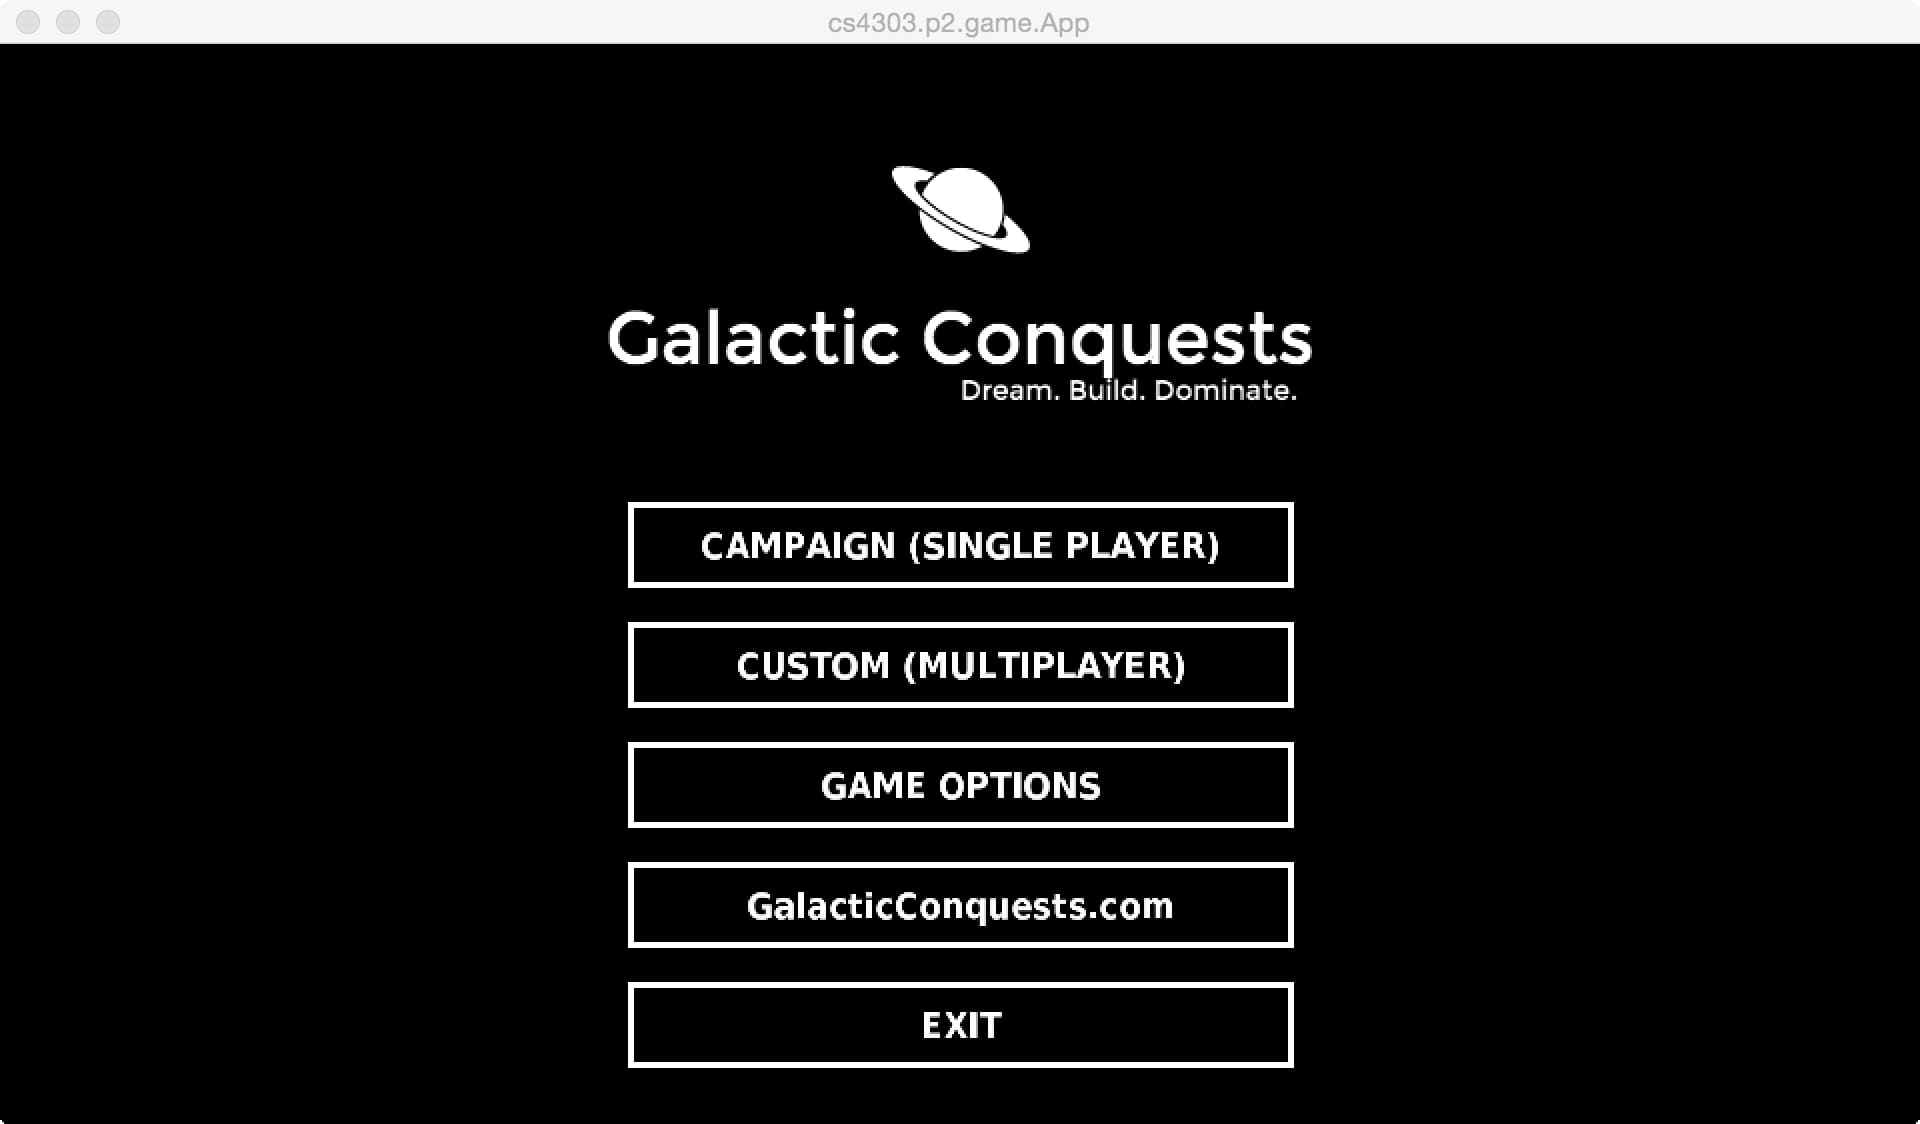 cs4303.p2.game.App
Galactic Conquests
Dream. Build. Dominate.
CAMPAIGN (SINGLE PLAYER)
CUSTOM (MULTIPLAYER)
GAME OPTIONS
GalacticConquests.com
EXIT